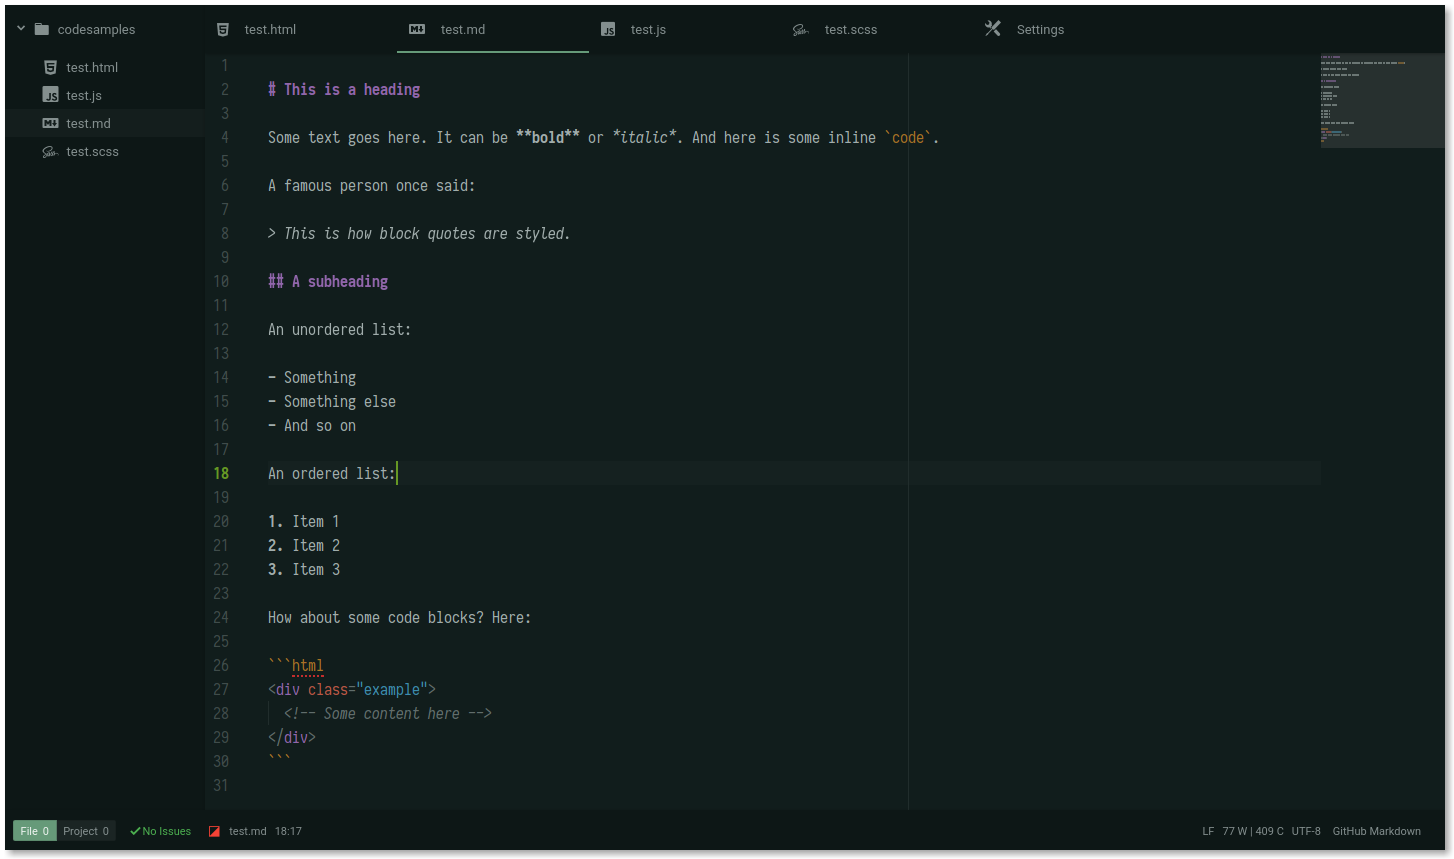 codesamples
test.html
test.js
test.md
test.scss
test.html
test.md
test.js
test.scss
Settings
1
2 # This is a heading
3
4 Some text goes here. It can be **bold** or *italic*. And here is some inline `code`.
5
6 A famous person once said:
7
8 > This is how block quotes are styled.
9
10 ## A subheading
11
12 An unordered list:
13
14 - Something
15 - Something else
16 - And so on
17
18 An ordered list:
19
20 1. Item 1
21 2. Item 2
22 3. Item 3
23
24 How about some code blocks? Here:
25
26 ```html
27 <div class="example">
28   <!-- Some content here -->
29 </div>
30 ```
31
File 0 Project 0 No Issues test.md 18:17 LF 77 W | 409 C UTF-8 GitHub Markdown